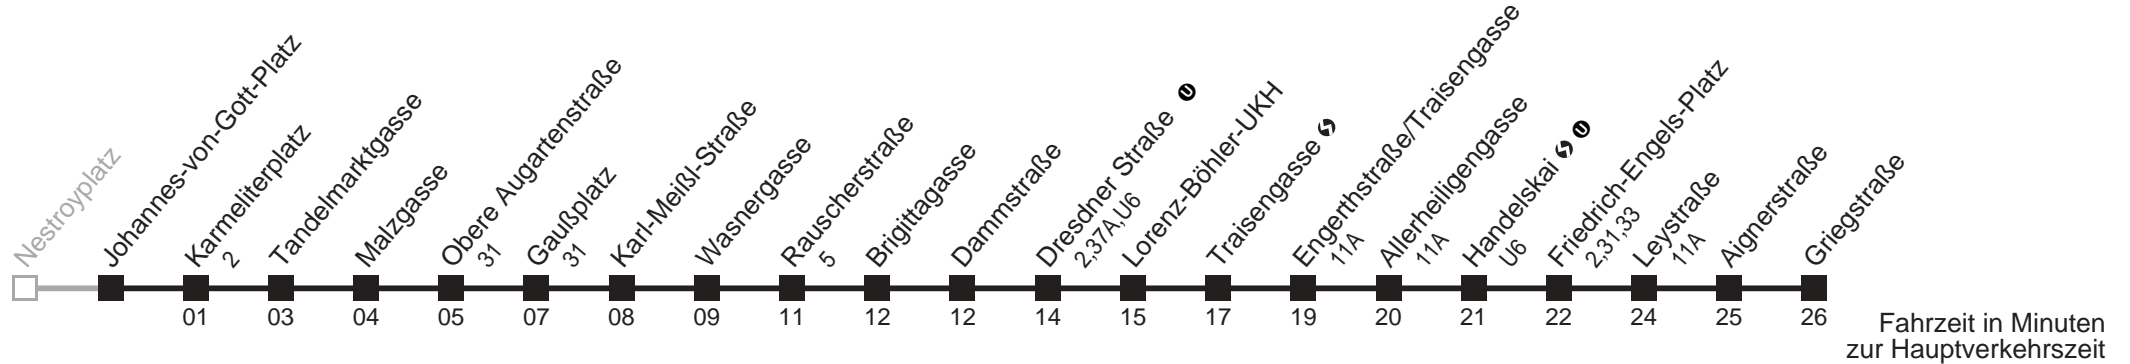 Nestroyplatz
Johannes-von-Gott-Platz
Karmeliterplatz
2
Tandelmarktgasse
Malzgasse
Obere Augartenstraße
31
Gaußplatz
31
Karl-Meißl-Straße
Wasnergasse
Rauscherstraße
5
Brigittagasse
Dammstraße
Dresdner Straße U
2,37A,U6
Lorenz-Böhler-UKH
Traisengasse
Engerthstraße/Traisengasse
11A
Allerheiligengasse
11A
Handelskai U
U6
Friedrich-Engels-Platz
2,31,33
Leystraße
11A
Aignerstraße
Griegstraße
01 03 04 05 07 08 09 11 12 12 14 15 17 19 20 21 22 24 25 26
Fahrzeit in Minuten
zur Hauptverkehrszeit